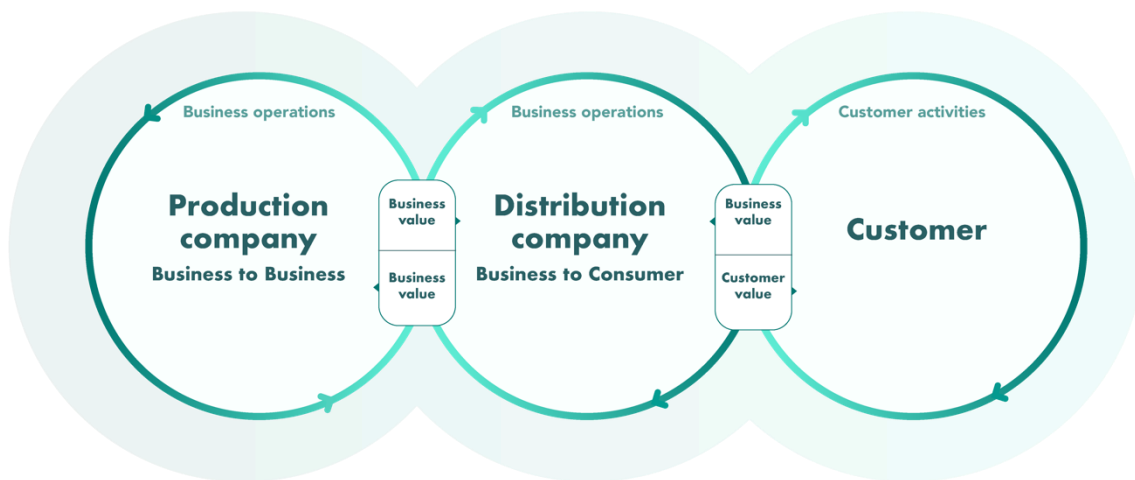 Business operations
Production
company
Business to Business
Business
value
Business
value
Business operations
Distribution
company
Business to Consumer
Business
value
Customer
value
Customer activities
Customer